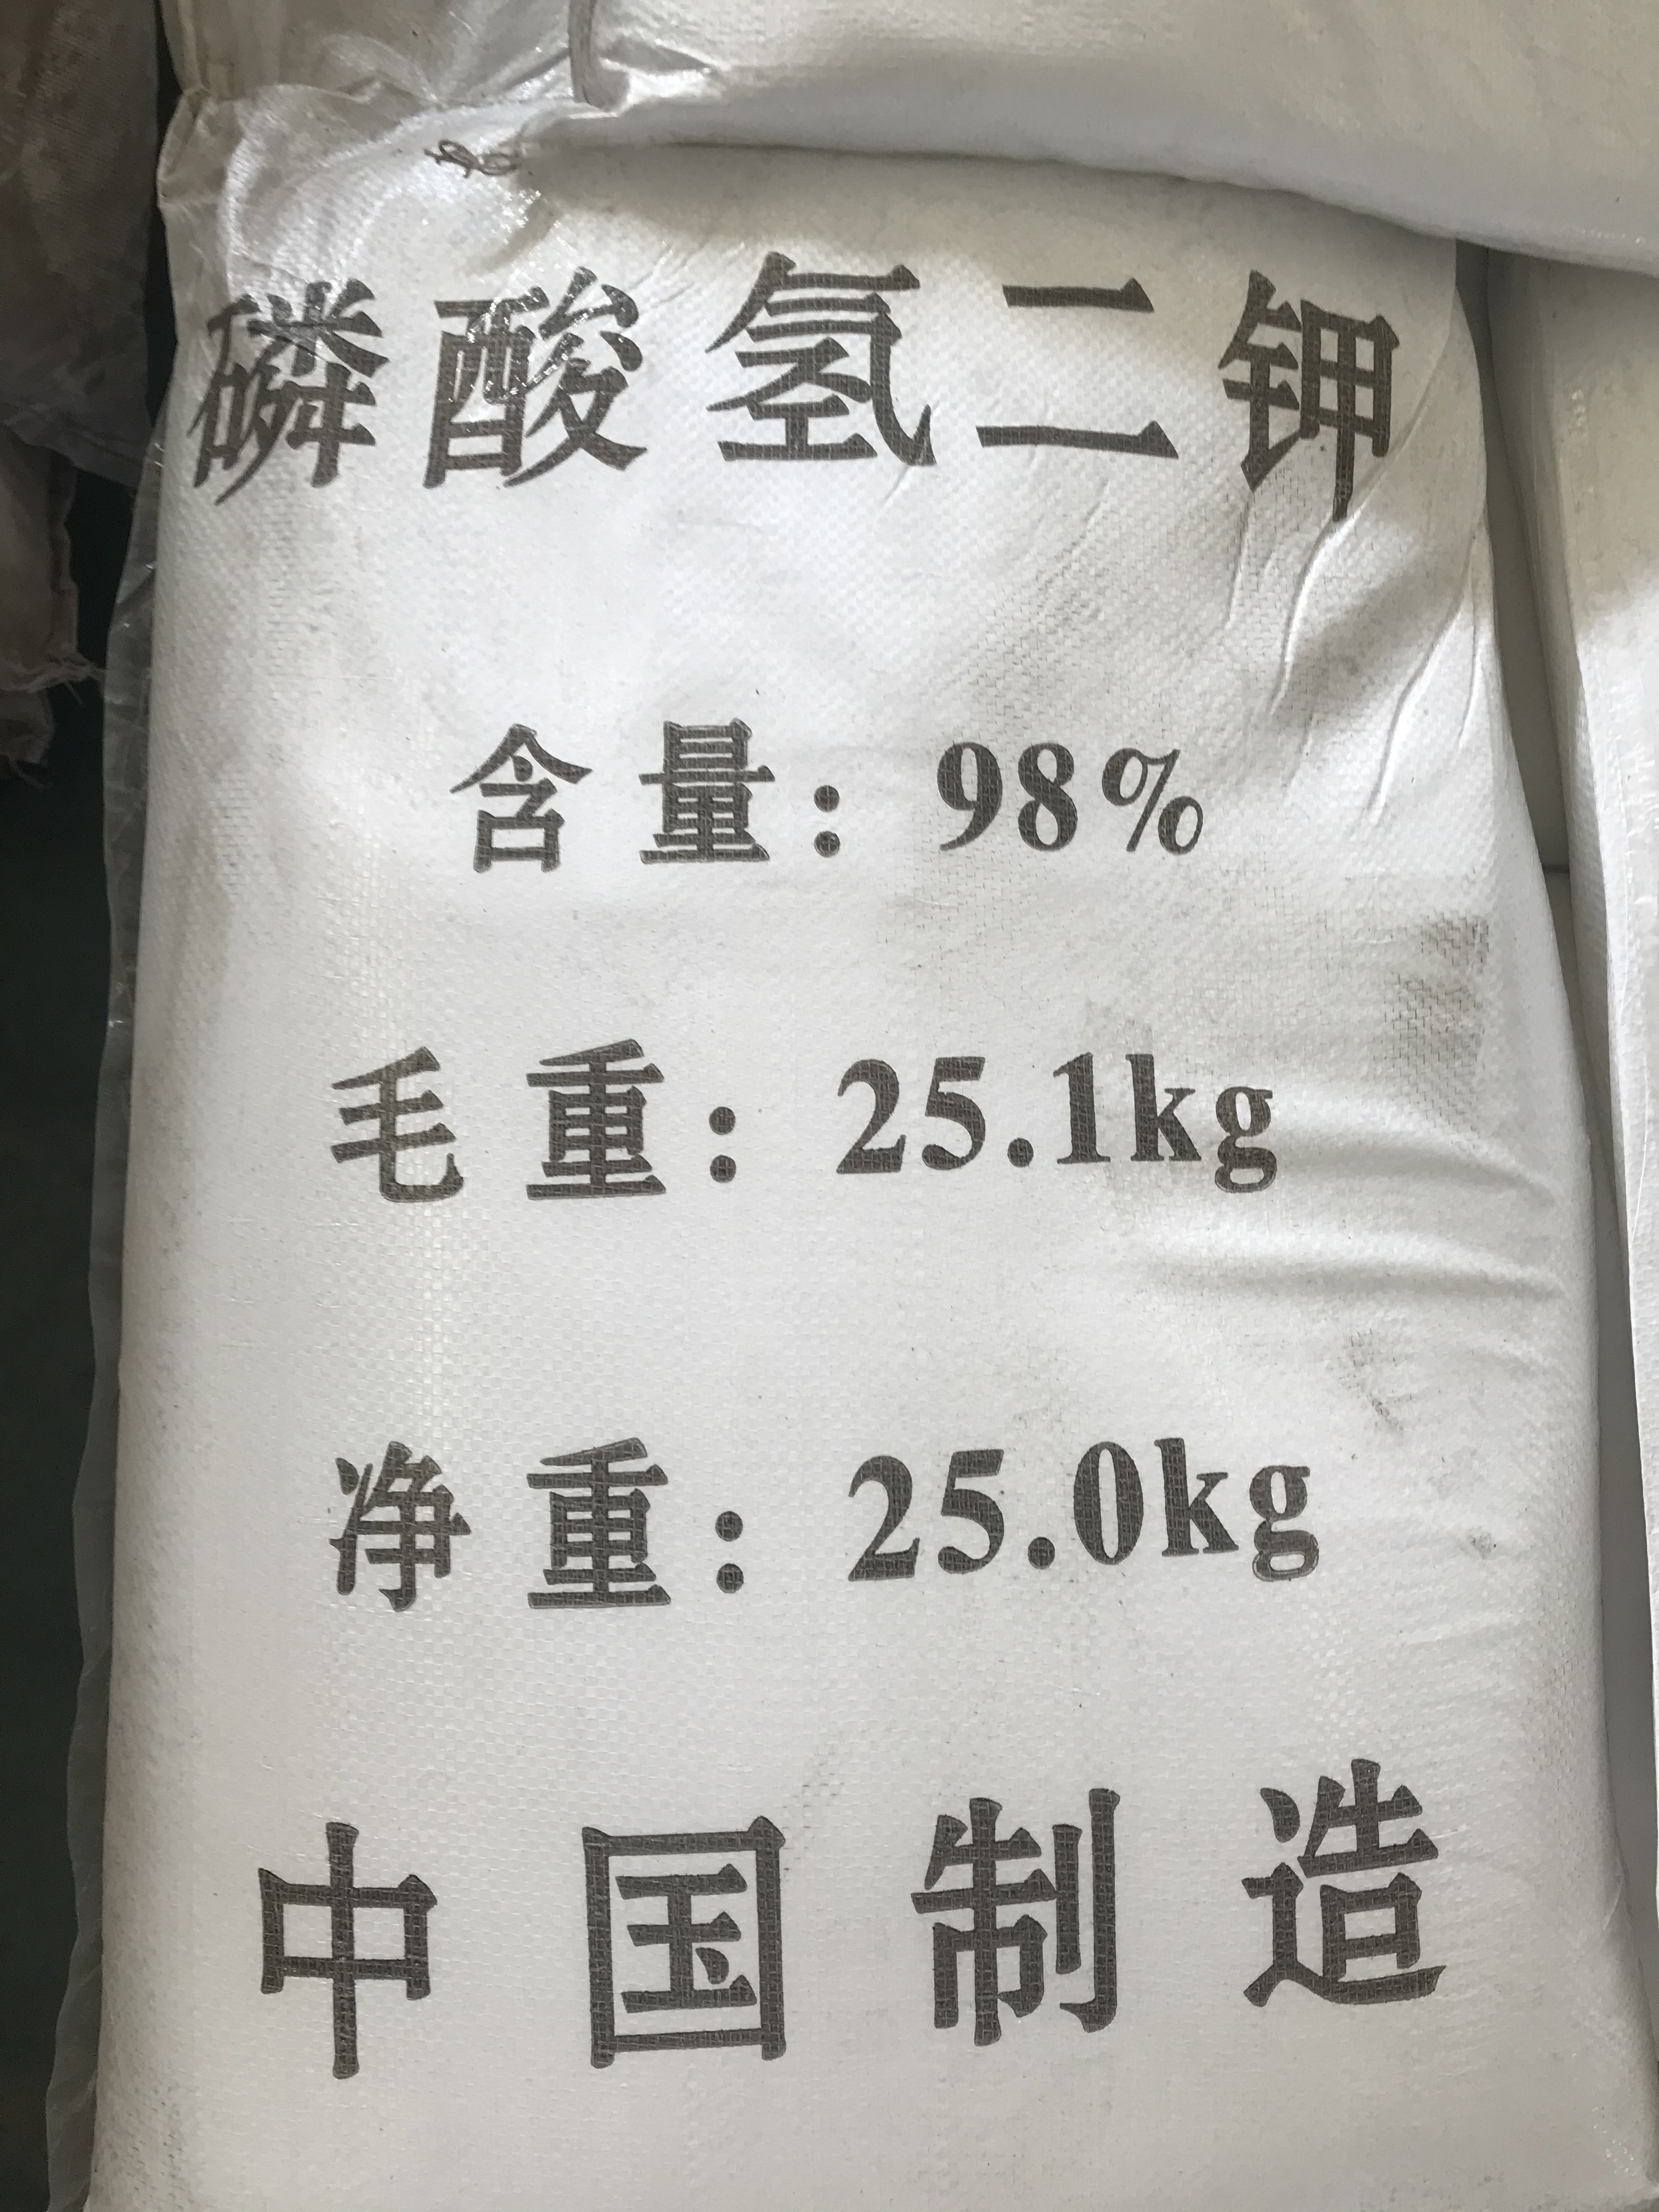 磷酸氢二钾
含量：98%
毛重：25.1kg
净重：25.0kg
中国制造